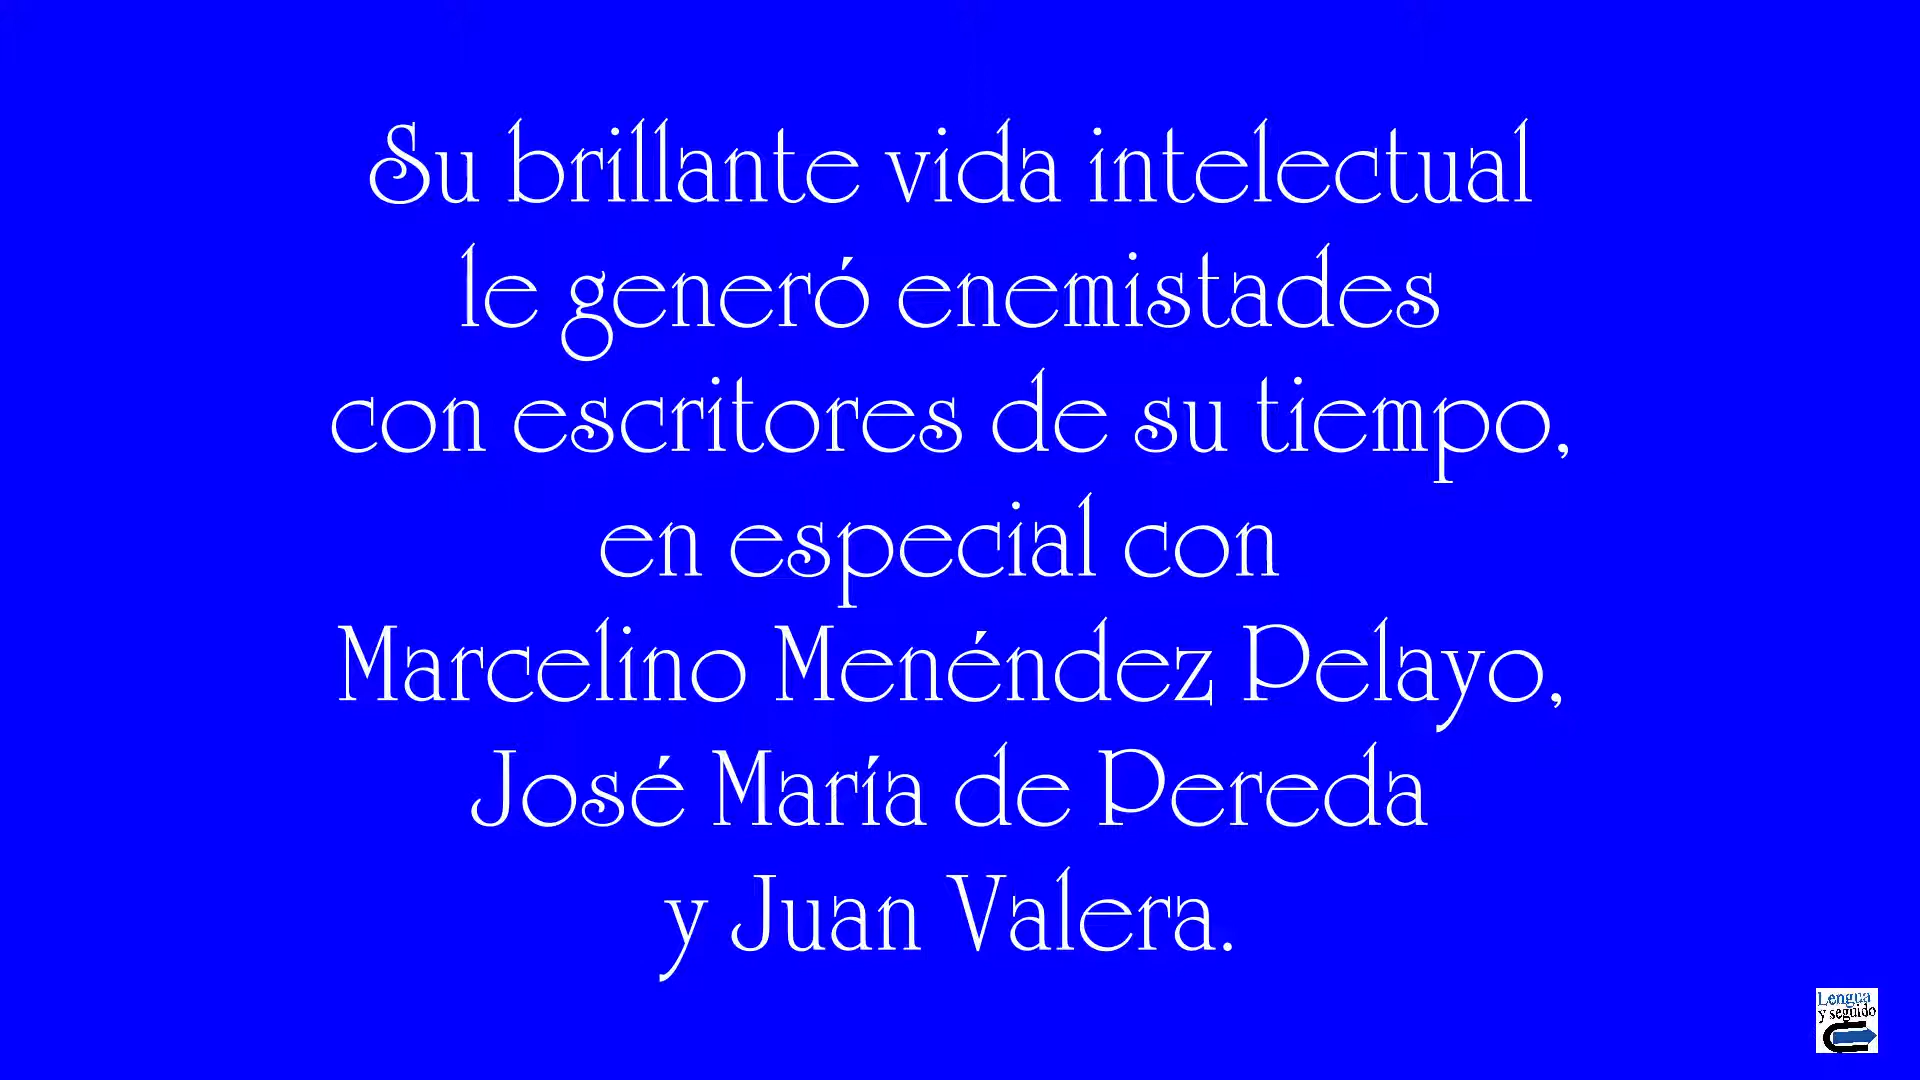 Su brillante vida intelectual
le generó enemistades
con escritores de su tiempo,
en especial con
Marcelino Menéndez Pelayo,
José María de Pereda
y Juan Valera.
Lengua
y seguido